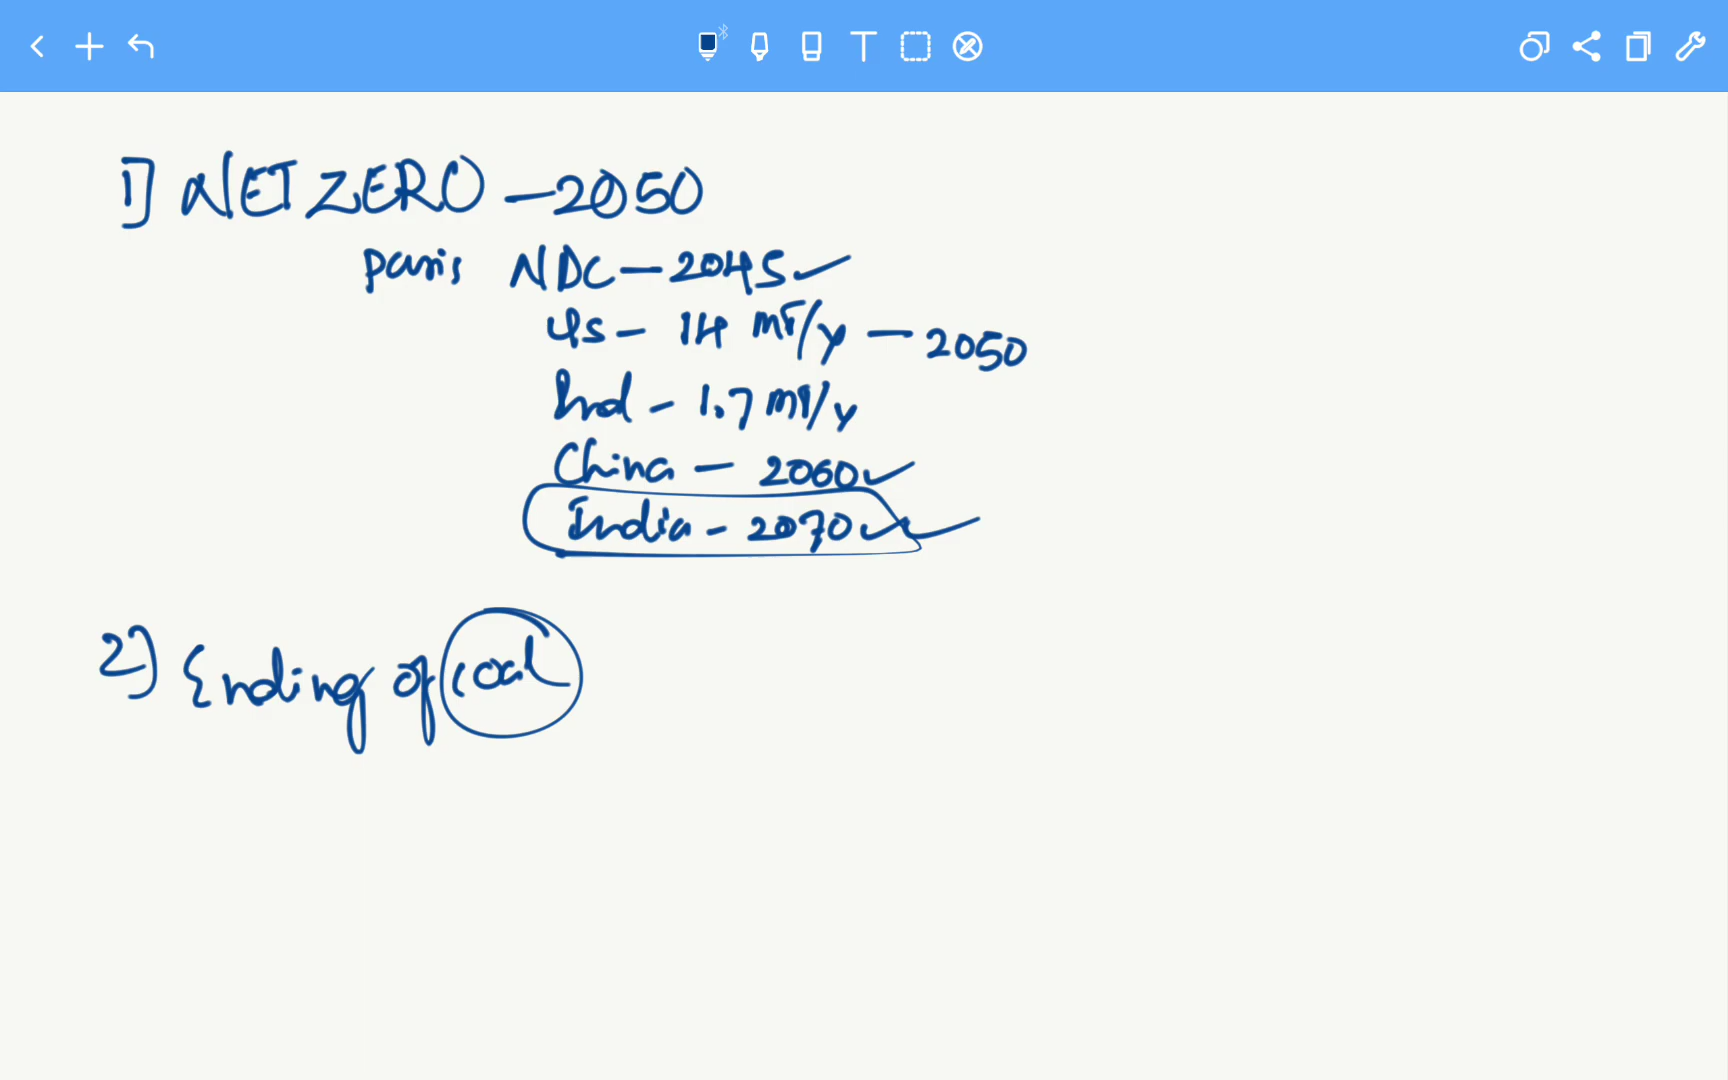 1] NET ZERO - 2050
Paris NDC - 2045 ✓
US - 14 mT/y - 2050
Ind - 1.7 mT/y
China - 2060 ✓
India - 2070 ✓✓
2] Ending of coal